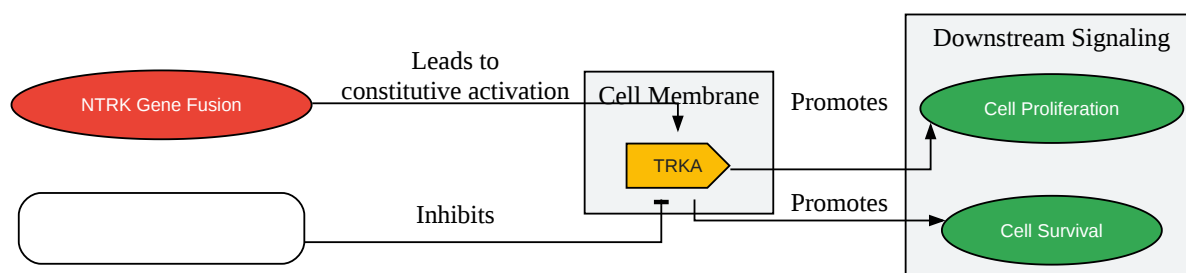 Downstream Signaling
Leads to
constitutive activation
Cell Membrane
Promotes
NTRK Gene Fusion
Cell Proliferation
TRKA
Inhibits
Promotes
Cell Survival